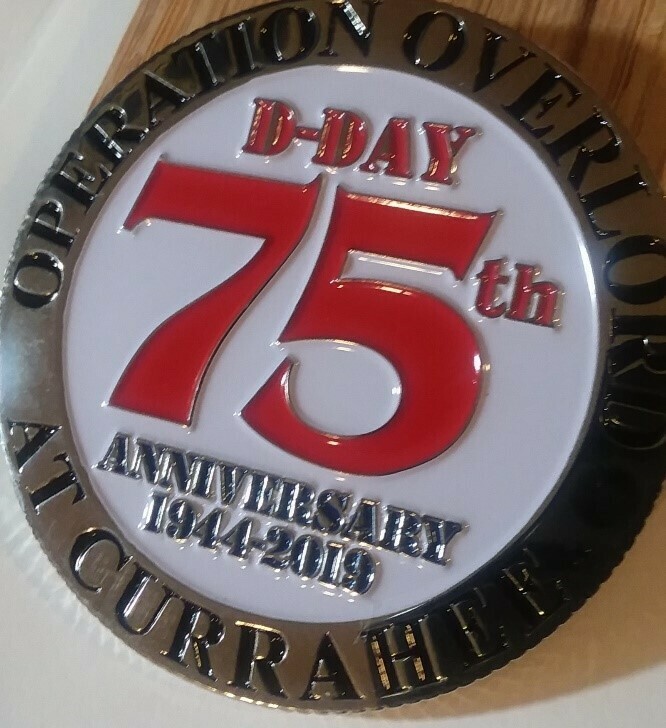 OPERATION OVERLORD
D-DAY
75th
ANNIVERSARY
1944-2019
AT CURRAHEE